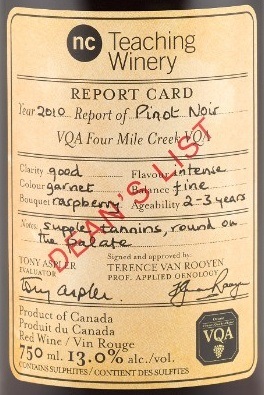 nc Teaching
Winery
REPORT CARD
Year 2010 Report of Pinot Noir
VQA Four Mile Creek VQA
Clarity good Flavour intense
Colour garnet Balance fine
Bouquet raspberry Ageability 2-3 years
Notes: supple tannins, round on
the palate
DEAN'S LIST
TONY ASPLER
EVALUATOR
Signed and approved by:
TERENCE VAN ROOYEN
PROF. APPLIED OENOLOGY
Tony Aspler
Product of Canada
Produit du Canada
Red Wine / Vin Rouge
750 ml. 13.0% alc./vol.
CONTAINS SULPHITES / CONTIENT DES SULFITES
VQA